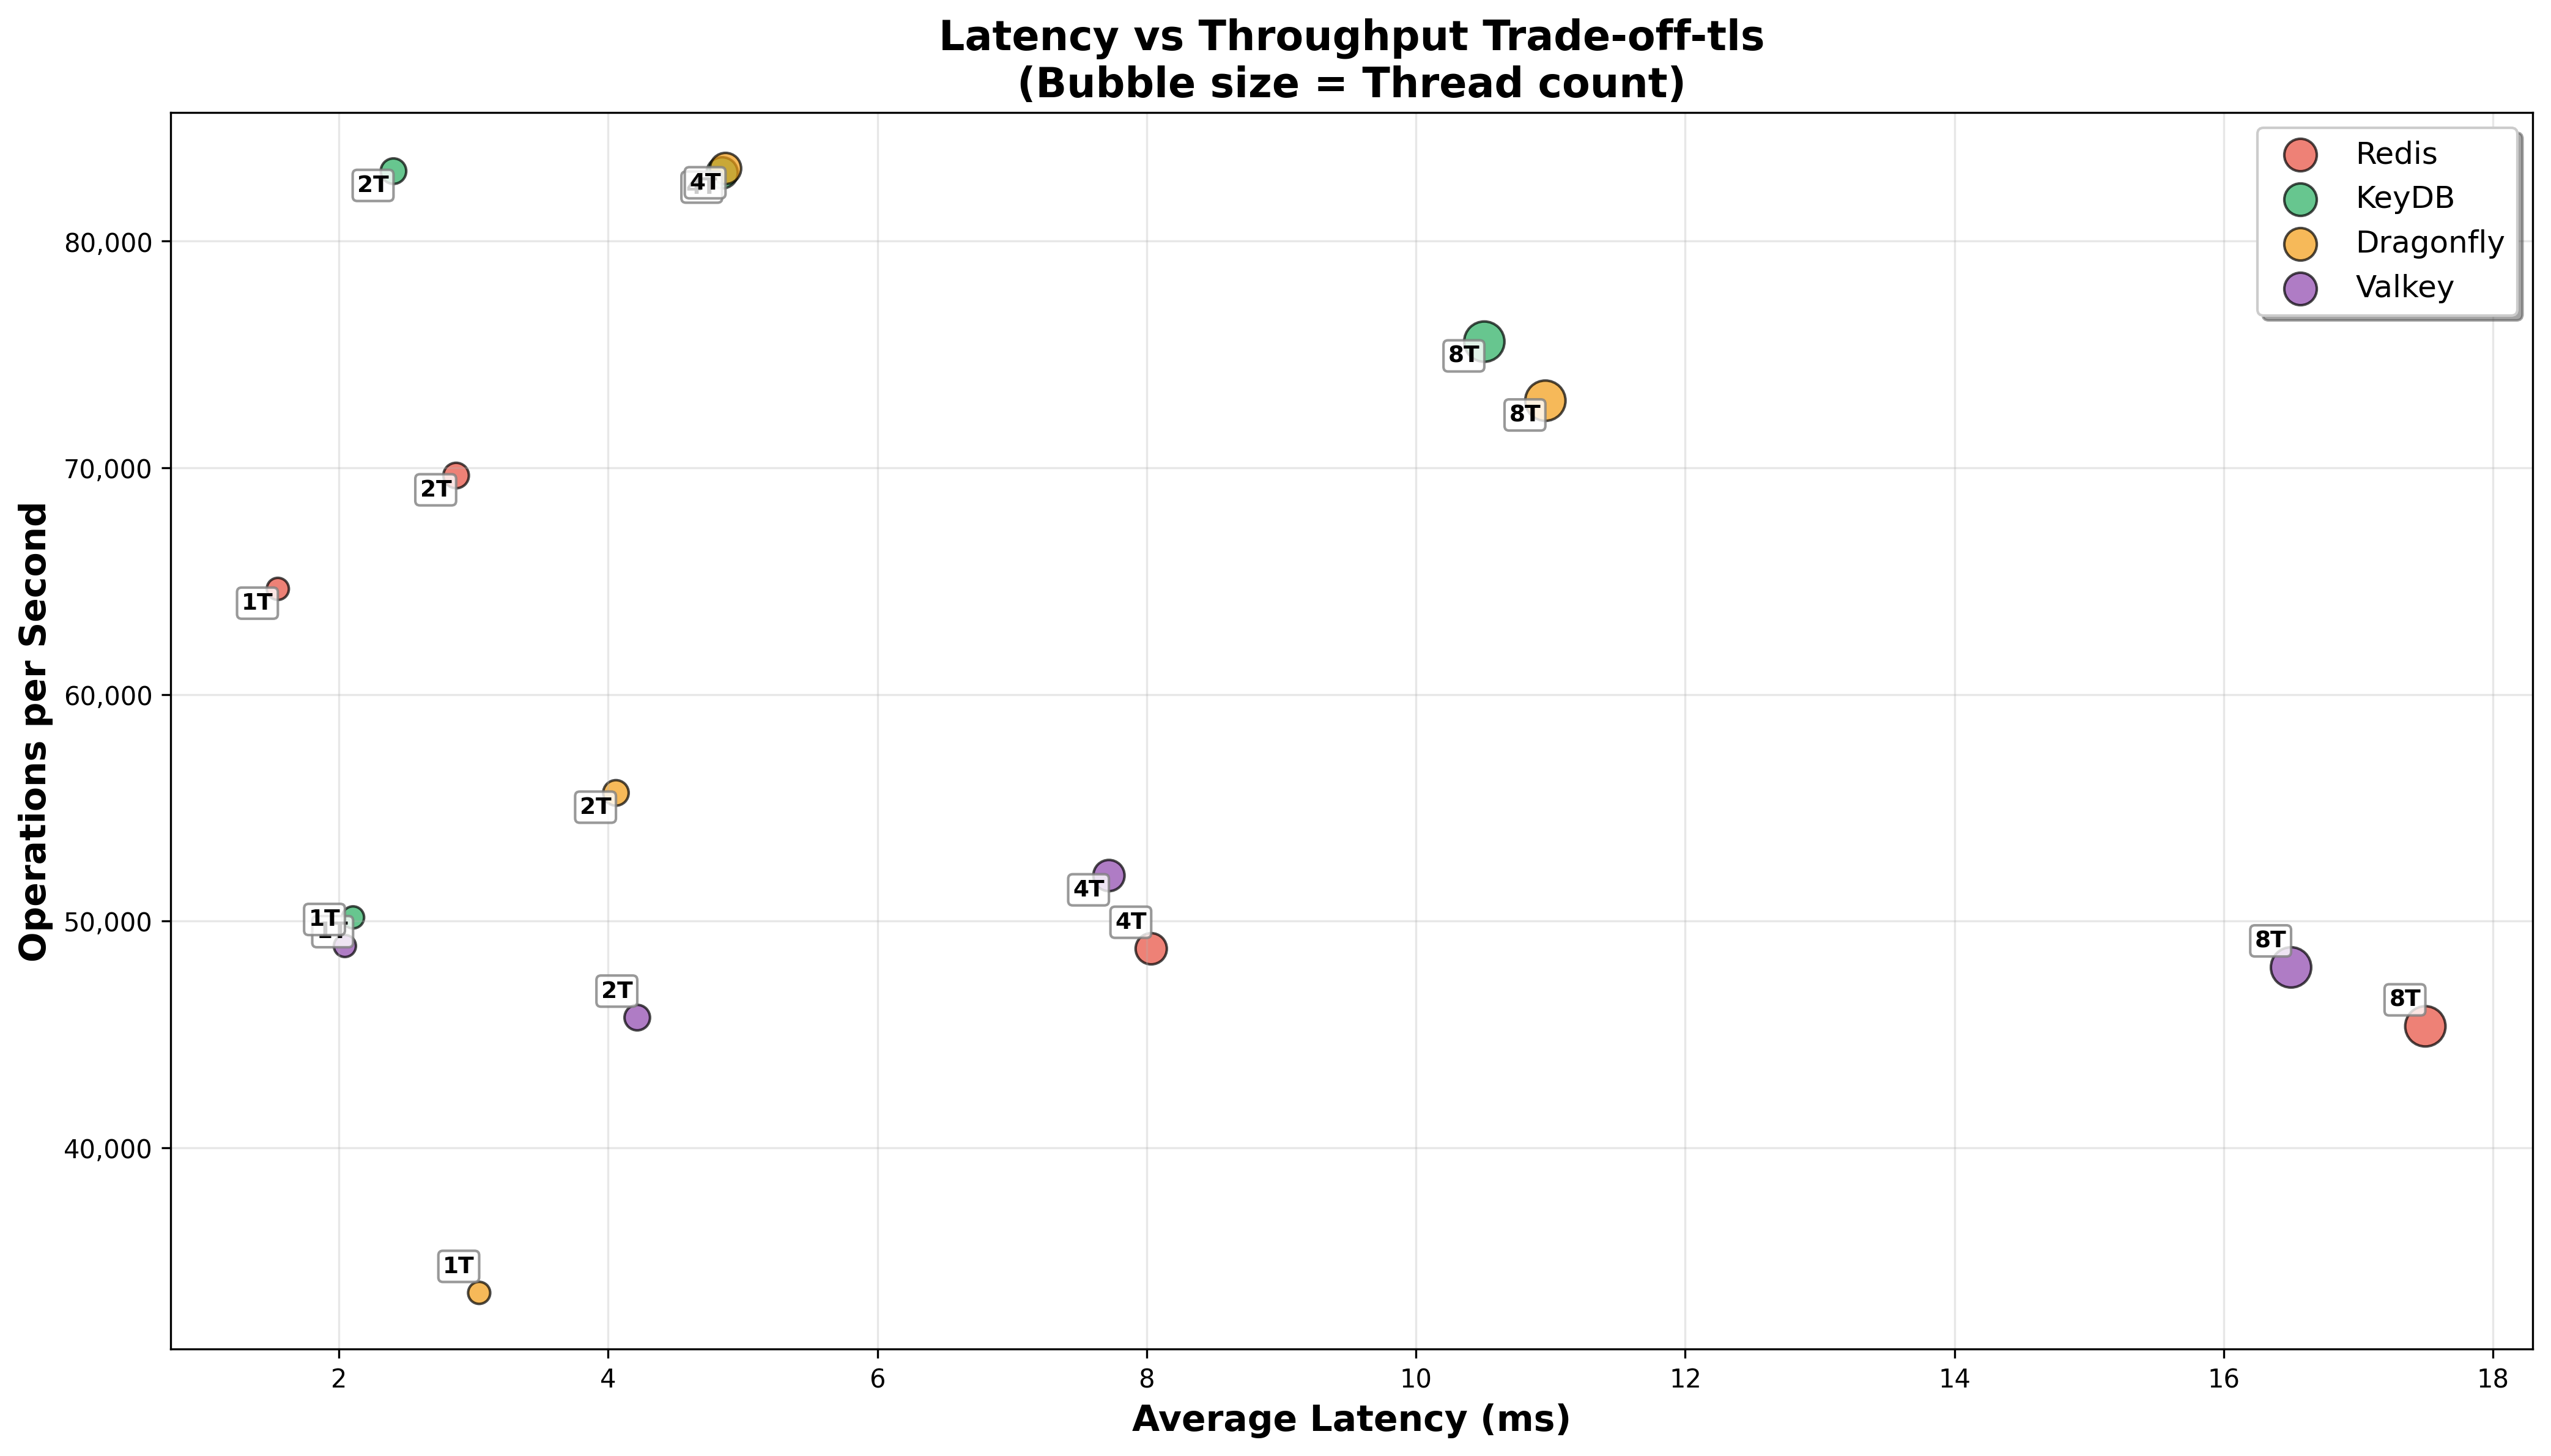 Latency vs Throughput Trade-off-tls
(Bubble size = Thread count)
Redis
KeyDB
Dragonfly
Valkey
Operations per Second
80,000
70,000
60,000
50,000
40,000
2T
4T
8T
8T
2T
1T
2T
4T
1T
4T
8T
2T
8T
1T
2
4
6
8
10
12
14
16
18
Average Latency (ms)